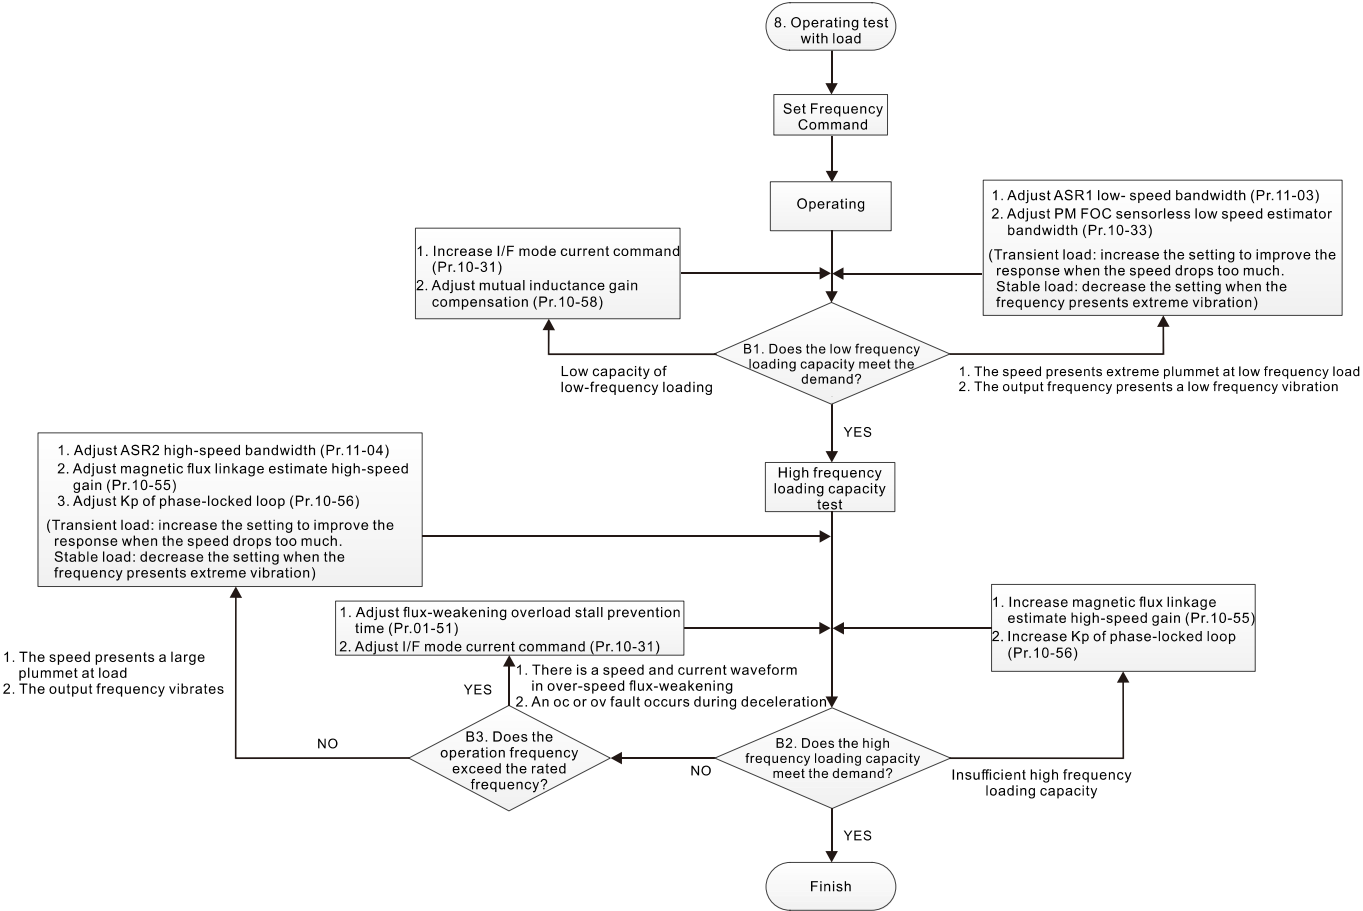 8. Operating test
with load
Set Frequency
Command
Operating
1. Adjust ASR1 low- speed bandwidth (Pr.11-03)
2. Adjust PM FOC sensorless low speed estimator
bandwidth (Pr.10-33)
(Transient load: increase the setting to improve the
response when the speed drops too much.
Stable load: decrease the setting when the
frequency presents extreme vibration)
1. Increase I/F mode current command
(Pr.10-31)
2. Adjust mutual inductance gain
compensation (Pr.10-58)
B1. Does the low frequency
loading capacity meet the
demand?
Low capacity of
low-frequency loading
1. The speed presents extreme plummet at low frequency load
2. The output frequency presents a low frequency vibration
YES
High frequency
loading capacity
test
1. Adjust ASR2 high-speed bandwidth (Pr.11-04)
2. Adjust magnetic flux linkage estimate high-speed
gain (Pr.10-55)
3. Adjust Kp of phase-locked loop (Pr.10-56)
(Transient load: increase the setting to improve the
response when the speed drops too much.
Stable load: decrease the setting when the
frequency presents extreme vibration)
1. Adjust flux-weakening overload stall prevention
time (Pr.01-51)
2. Adjust I/F mode current command (Pr.10-31)
1. Increase magnetic flux linkage
estimate high-speed gain (Pr.10-55)
2. Increase Kp of phase-locked loop
(Pr.10-56)
1. The speed presents a large
plummet at load
2. The output frequency vibrates
YES
1. There is a speed and current waveform
in over-speed flux-weakening
2. An oc or ov fault occurs during deceleration
NO
B3. Does the
operation frequency
exceed the rated
frequency?
NO
B2. Does the high
frequency loading capacity
meet the demand?
Insufficient high frequency
loading capacity
YES
Finish